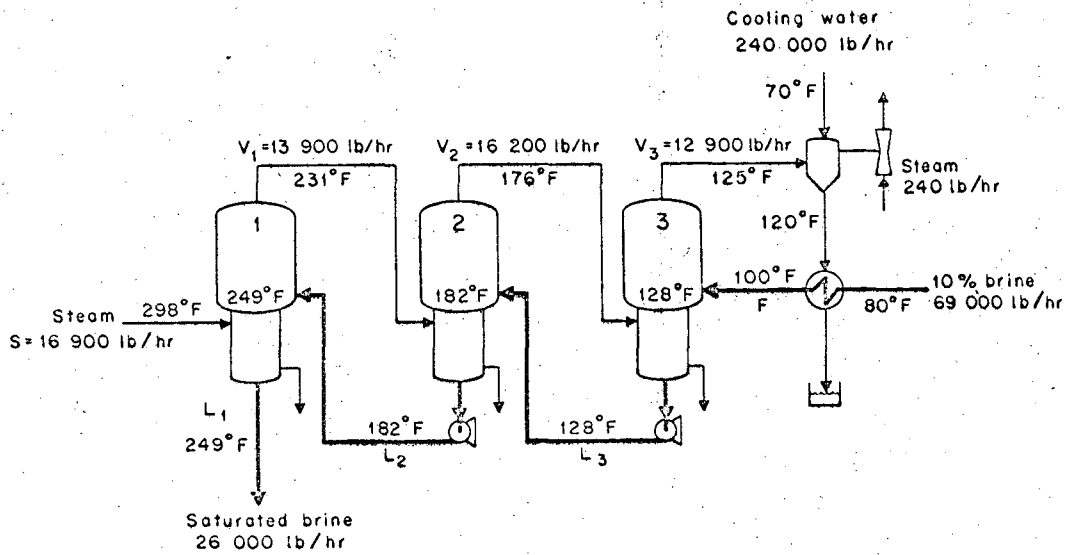 Cooling water
240 000 lb/hr
70°F
V₁=13 900 lb/hr
231°F
V₂=16 200 lb/hr
176°F
V₃=12 900 lb/hr
125°F
Steam
240 lb/hr
1
2
3
120°F
249°F
182°F
128°F
100°F
F
10% brine
69 000 lb/hr
80°F
Steam
298°F
S=16 900 lb/hr
L₁
249°F
182°F
L₂
128°F
L₃
Saturated brine
26 000 lb/hr